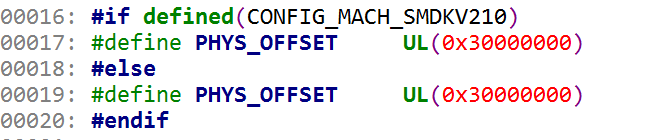 00016: #if defined(CONFIG_MACH_SMDKV210)
00017: #define PHYS_OFFSET UL(0x30000000)
00018: #else
00019: #define PHYS_OFFSET UL(0x30000000)
00020: #endif